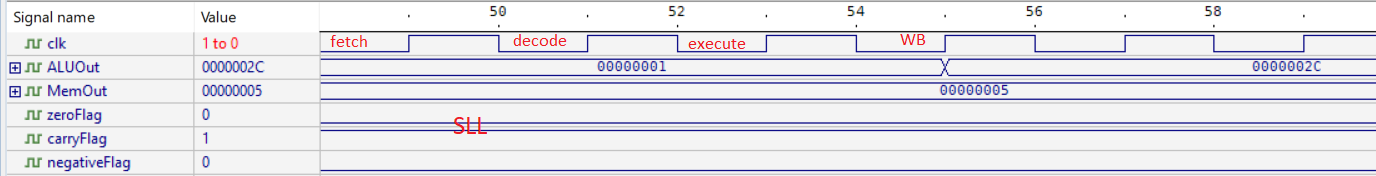 Signal name Value 50 52 54 56 58
clk 1 to 0 fetch decode execute WB
ALUOut 0000002C 00000001 0000002C
MemOut 00000005 00000005
zeroFlag 0
SLL
carryFlag 1
negativeFlag 0